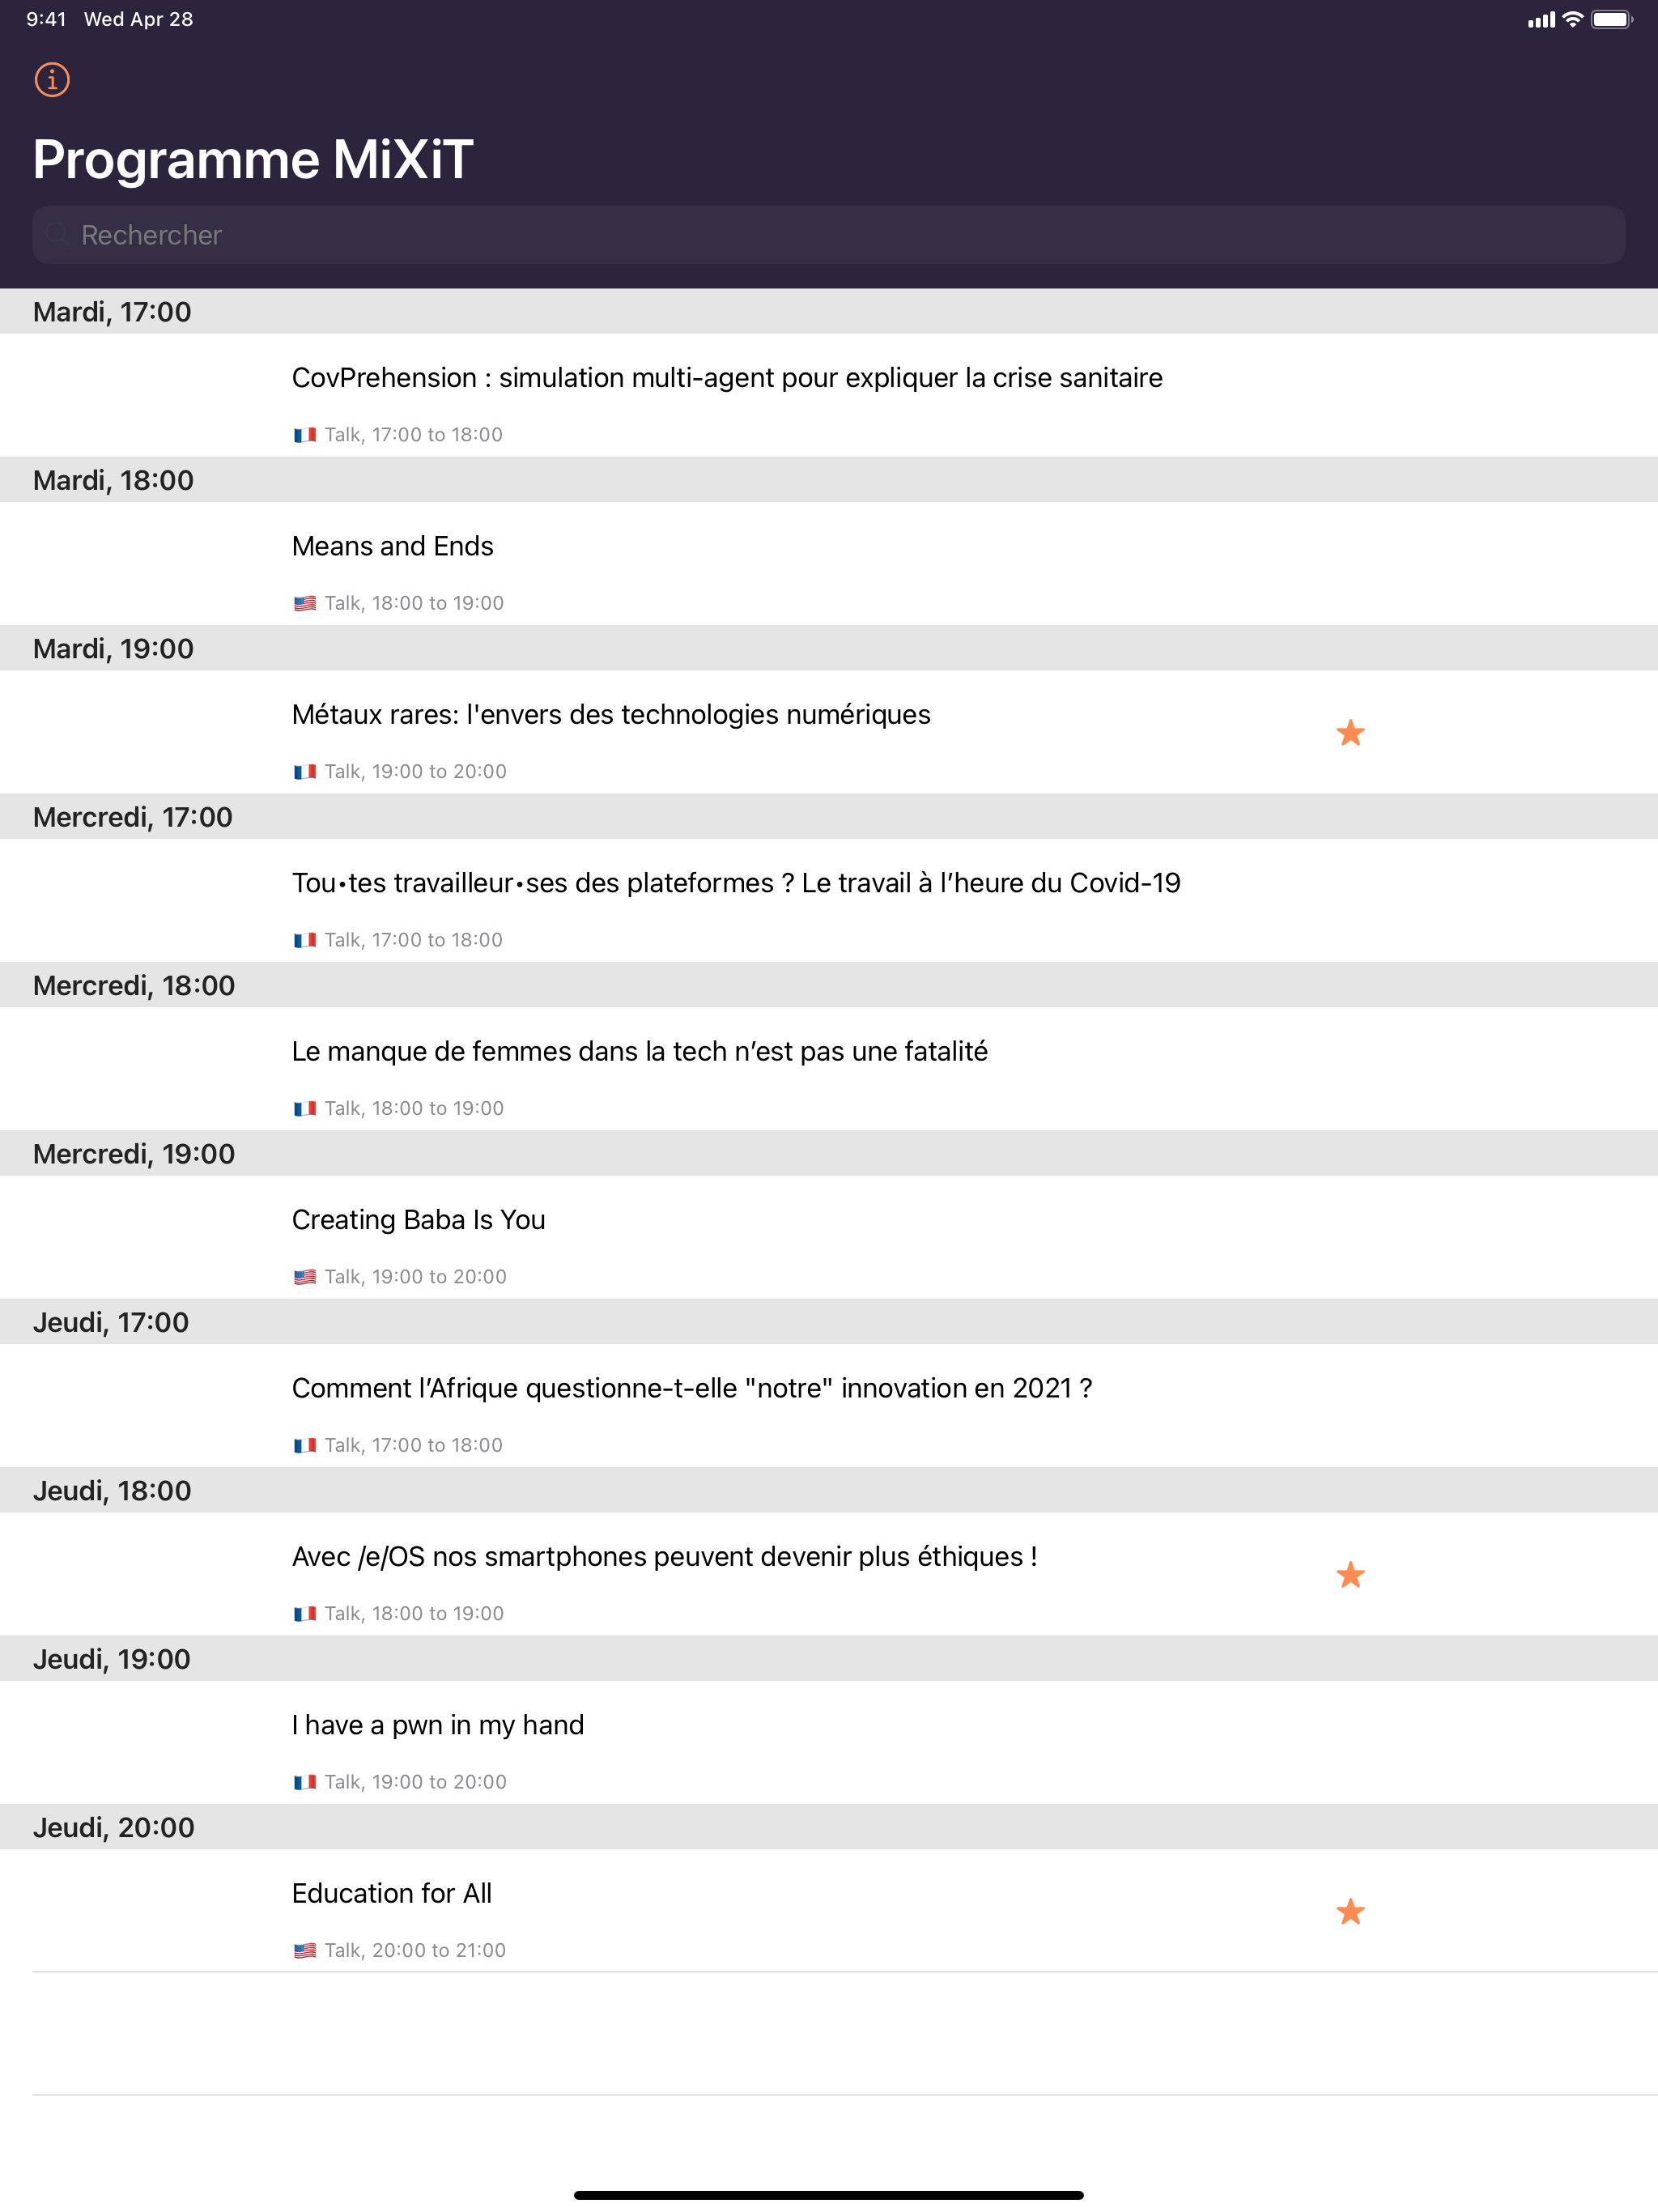 9:41 Wed Apr 28
Programme MiXiT
Rechercher
Mardi, 17:00
CovPrehension : simulation multi-agent pour expliquer la crise sanitaire
🇫🇷 Talk, 17:00 to 18:00
Mardi, 18:00
Means and Ends
🇺🇸 Talk, 18:00 to 19:00
Mardi, 19:00
Métaux rares: l'envers des technologies numériques
🇫🇷 Talk, 19:00 to 20:00
Mercredi, 17:00
Tou•tes travailleur•ses des plateformes ? Le travail à l’heure du Covid-19
🇫🇷 Talk, 17:00 to 18:00
Mercredi, 18:00
Le manque de femmes dans la tech n’est pas une fatalité
🇫🇷 Talk, 18:00 to 19:00
Mercredi, 19:00
Creating Baba Is You
🇺🇸 Talk, 19:00 to 20:00
Jeudi, 17:00
Comment l’Afrique questionne-t-elle "notre" innovation en 2021 ?
🇫🇷 Talk, 17:00 to 18:00
Jeudi, 18:00
Avec /e/OS nos smartphones peuvent devenir plus éthiques !
🇫🇷 Talk, 18:00 to 19:00
Jeudi, 19:00
I have a pwn in my hand
🇫🇷 Talk, 19:00 to 20:00
Jeudi, 20:00
Education for All
🇺🇸 Talk, 20:00 to 21:00